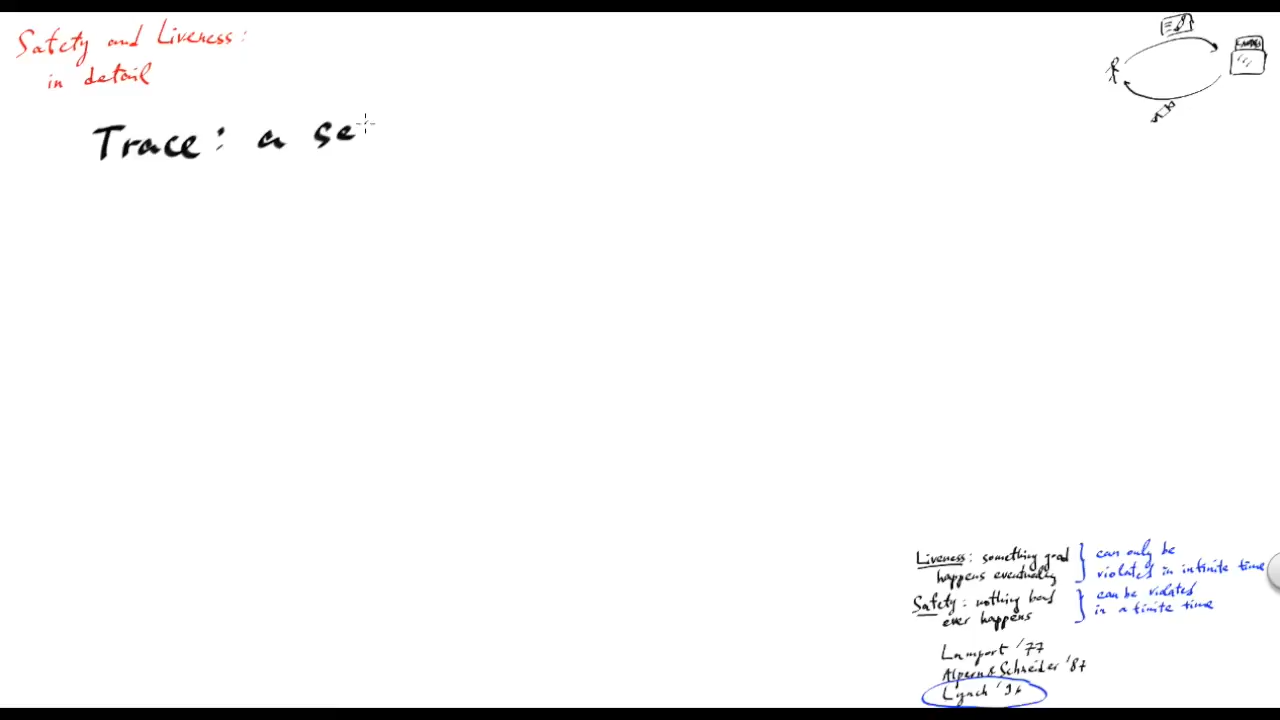 Safety and Liveness:
in detail
Trace: a se
Liveness: something good
happens eventually
can only be
violated in infinite time
Safety: nothing bad
ever happens
can be violated
in a finite time
Lamport '77
Alpern & Schneider '87
Lynch '96